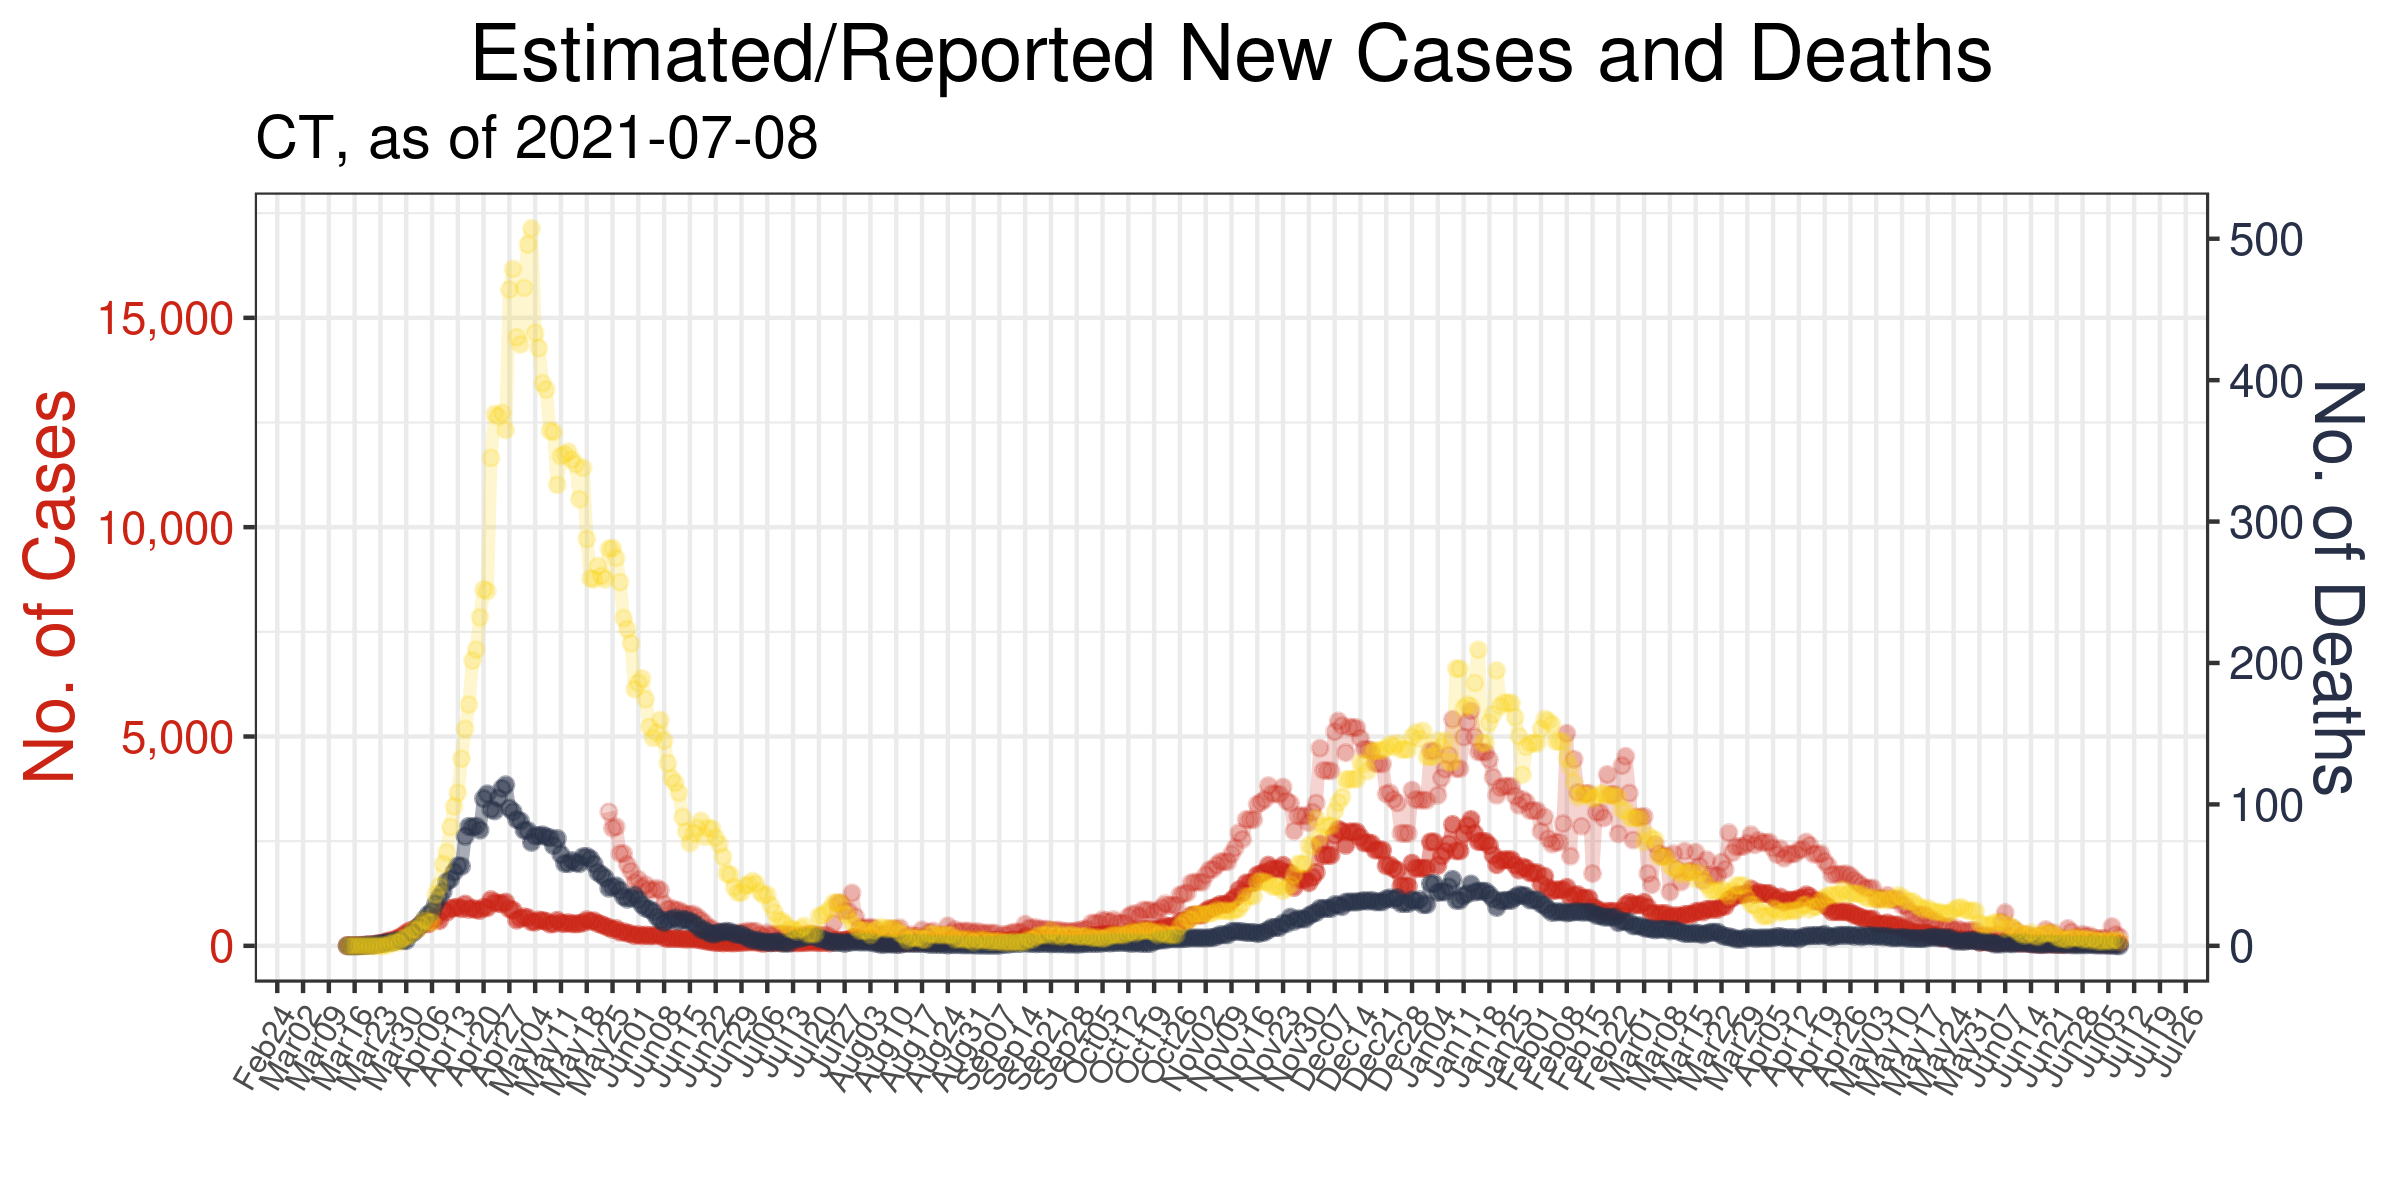 Estimated/Reported New Cases and Deaths
CT, as of 2021-07-08
No. of Cases
15,000
10,000
5,000
0
500
400
300
200
100
0
No. of Deaths
Feb24
Mar02
Mar09
Mar16
Mar23
Mar30
Apr06
Apr13
Apr20
Apr27
May04
May11
May18
May25
Jun01
Jun08
Jun15
Jun22
Jun29
Jul06
Jul13
Jul20
Jul27
Aug03
Aug10
Aug17
Aug24
Aug31
Sep07
Sep14
Sep21
Sep28
Oct05
Oct12
Oct19
Oct26
Nov02
Nov09
Nov16
Nov23
Nov30
Dec07
Dec14
Dec21
Dec28
Jan04
Jan11
Jan18
Jan25
Feb01
Feb08
Feb15
Feb22
Mar01
Mar08
Mar15
Mar22
Mar29
Apr05
Apr12
Apr19
Apr26
May03
May10
May17
May24
May31
Jun07
Jun14
Jun21
Jun28
Jul05
Jul12
Jul19
Jul26